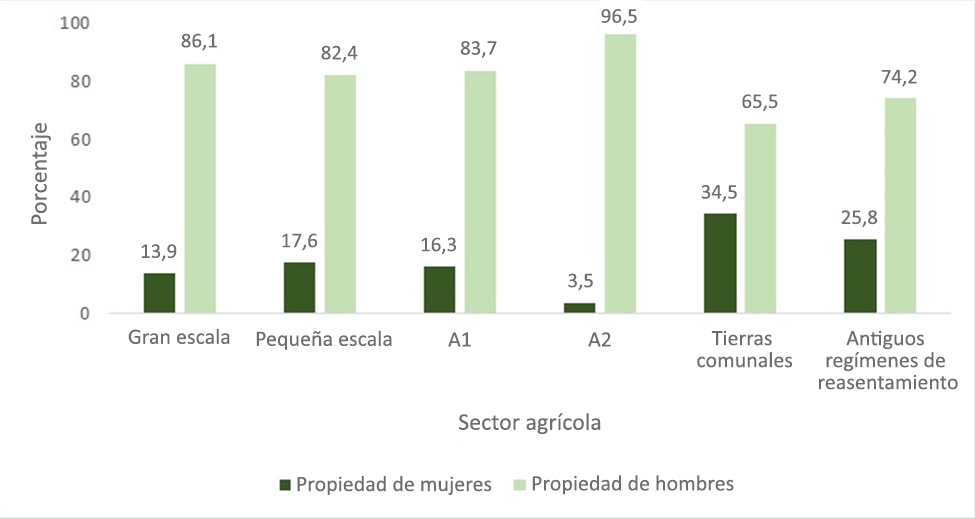 Porcentaje
100
80
60
40
20
0
13,9
86,1
17,6
82,4
16,3
83,7
3,5
96,5
34,5
65,5
25,8
74,2
Gran escala
Pequeña escala
A1
A2
Tierras
comunales
Antiguos
regímenes de
reasentamiento
Sector agrícola
Propiedad de mujeres
Propiedad de hombres